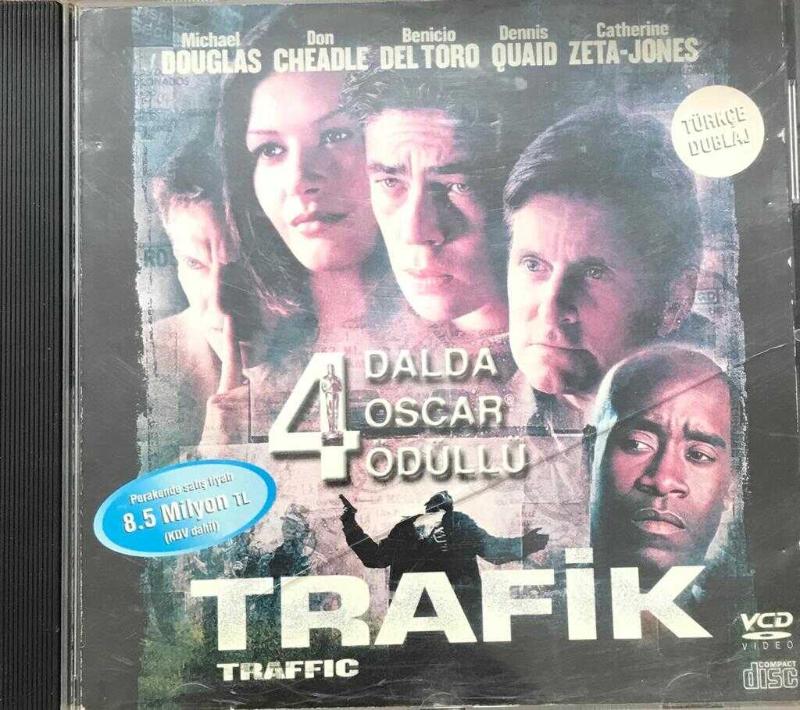 Michael DOUGLAS
Don CHEADLE
Benicio DEL TORO
Dennis QUAID
Catherine ZETA-JONES
TÜRKÇE
DUBLAJ
4 DALDA
OSCAR®
ÖDÜLLÜ
Perakende satış fiyatı
8.5 Milyon TL
(KDV dahil)
TRAFİK
TRAFFIC
VCD
VIDEO
COMPACT
disc